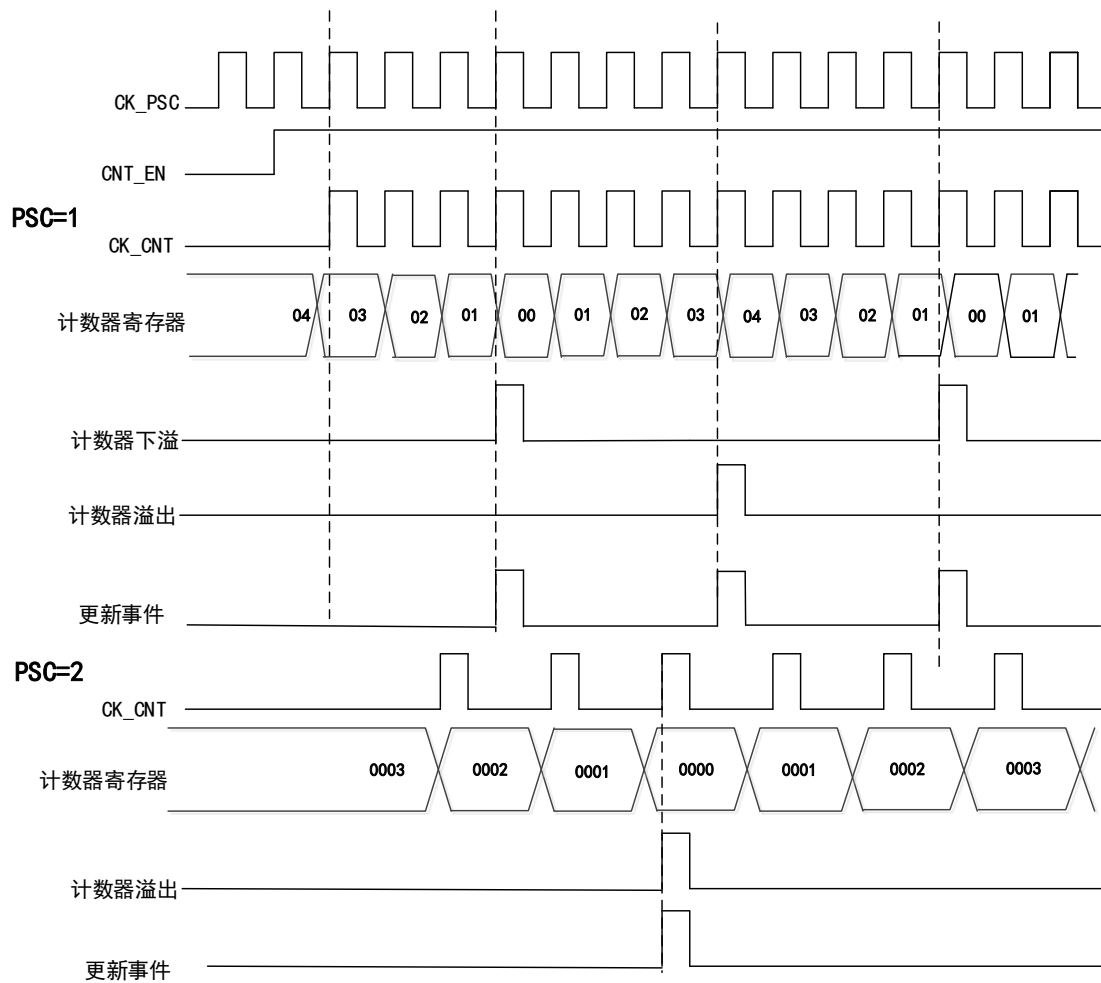 CK_PSC
CNT_EN
PSC=1
CK_CNT
计数器寄存器 04 03 02 01 00 01 02 03 04 03 02 01 00 01
计数器下溢
计数器溢出
更新事件
PSC=2
CK_CNT
计数器寄存器 0003 0002 0001 0000 0001 0002 0003
计数器溢出
更新事件